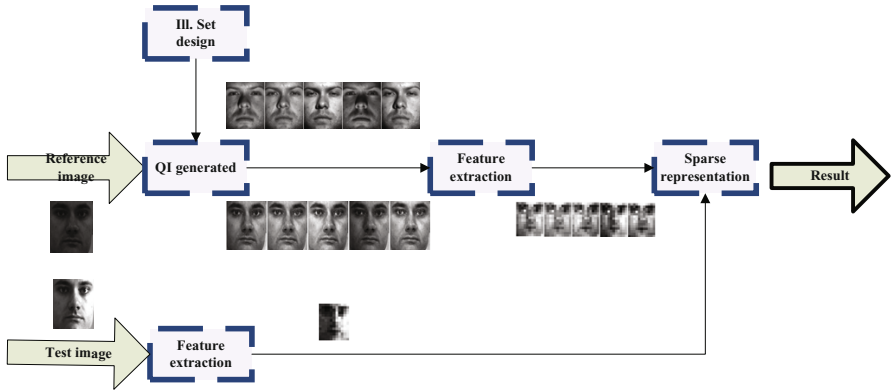 Ill. Set
design
Reference
image
QI generated
Feature
extraction
Sparse
representation
Result
Test image
Feature
extraction